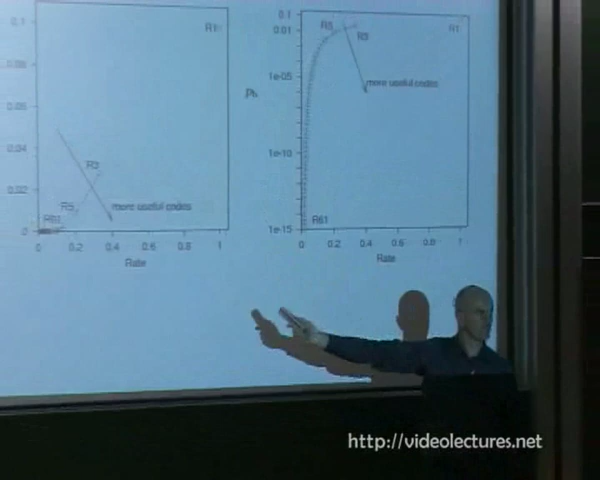 0.1
R1
0.08
0.06
0.04
R3
0.02
R5
more useful codes
R61
0
0 0.2 0.4 0.6 0.8 1
Rate
0.1
R5
R1
0.01
R3
1e-05
more useful codes
Pb
1e-10
R61
1e-15
0 0.2 0.4 0.6 0.8 1
Rate
http://videolectures.net